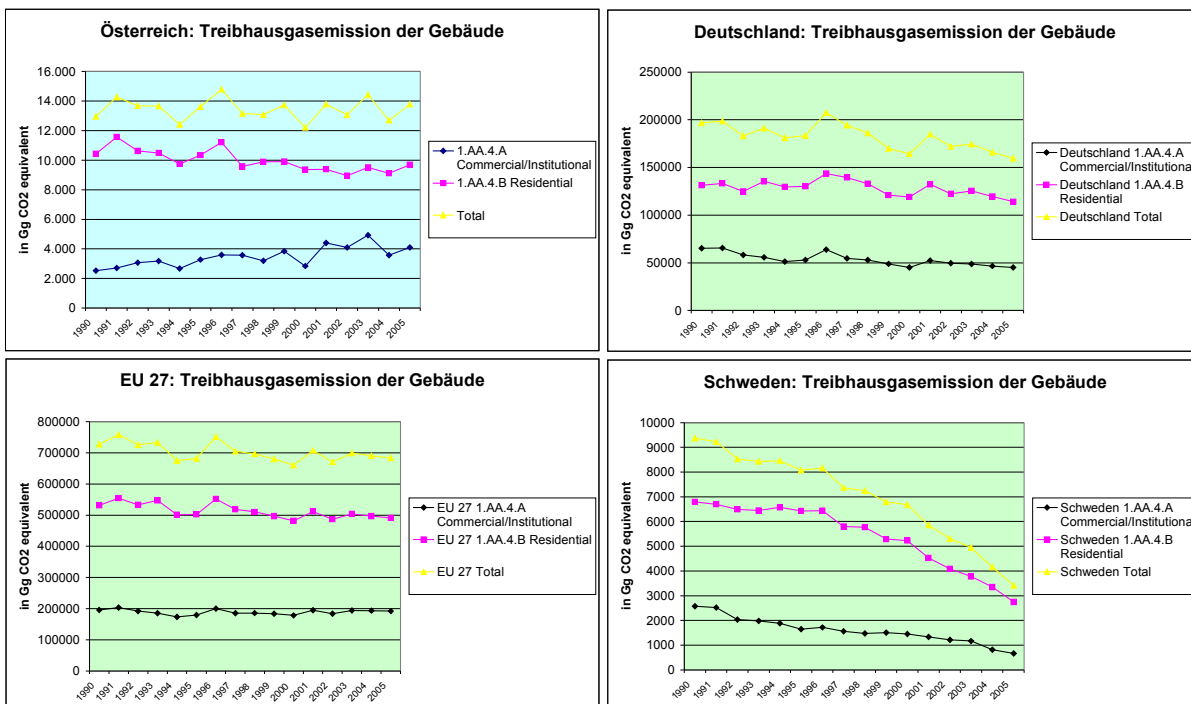 Österreich: Treibhausgasemission der Gebäude
in Gg CO2 equivalent
16.000
14.000
12.000
10.000
8.000
6.000
4.000
2.000
0
1990 1991 1992 1993 1994 1995 1996 1997 1998 1999 2000 2001 2002 2003 2004 2005
1.AA.4.A
Commercial/Institutional
1.AA.4.B Residential
Total
Deutschland: Treibhausgasemission der Gebäude
in Gg CO2 equivalent
250000
200000
150000
100000
50000
0
1990 1991 1992 1993 1994 1995 1996 1997 1998 1999 2000 2001 2002 2003 2004 2005
Deutschland 1.AA.4.A
Commercial/Institutional
Deutschland 1.AA.4.B
Residential
Deutschland Total
EU 27: Treibhausgasemission der Gebäude
in Gg CO2 equivalent
800000
700000
600000
500000
400000
300000
200000
100000
0
1990 1991 1992 1993 1994 1995 1996 1997 1998 1999 2000 2001 2002 2003 2004 2005
EU 27 1.AA.4.A
Commercial/Institutional
EU 27 1.AA.4.B Residential
EU 27 Total
Schweden: Treibhausgasemission der Gebäude
in Gg CO2 equivalent
10000
9000
8000
7000
6000
5000
4000
3000
2000
1000
0
1990 1991 1992 1993 1994 1995 1996 1997 1998 1999 2000 2001 2002 2003 2004 2005
Schweden 1.AA.4.A
Commercial/Institutional
Schweden 1.AA.4.B
Residential
Schweden Total